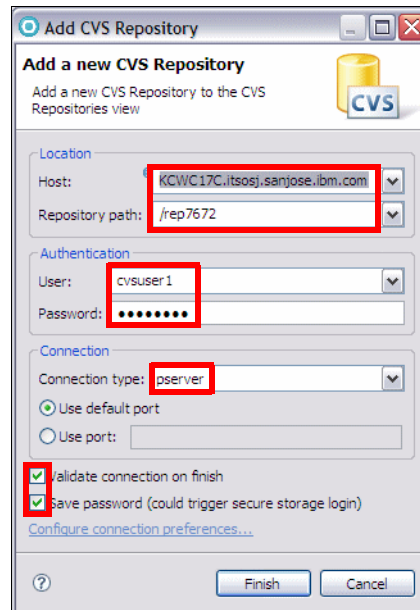 Add CVS Repository
Add a new CVS Repository
Add a new CVS Repository to the CVS
Repositories view
CVS
Location
Host: KCWC17C.itsosj.sanjose.ibm.com
Repository path: /rep7672
Authentication
User: cvsuser1
Password: ●●●●●●●●
Connection
Connection type: pserver
Use default port
Use port:
Validate connection on finish
Save password (could trigger secure storage login)
Configure connection preferences...
? Finish Cancel